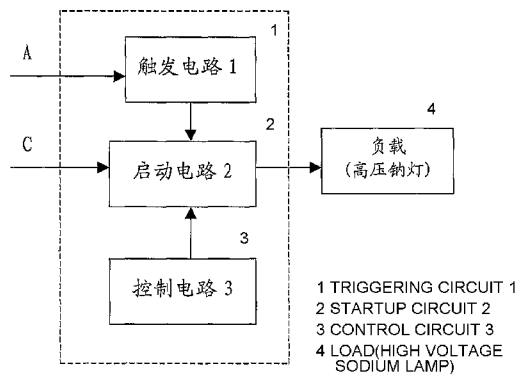 1
A
触发电路 1
2
4
C
启动电路 2
负载
(高压钠灯)
3
控制电路 3
1 TRIGGERING CIRCUIT 1
2 STARTUP CIRCUIT 2
3 CONTROL CIRCUIT 3
4 LOAD(HIGH VOLTAGE
SODIUM LAMP)